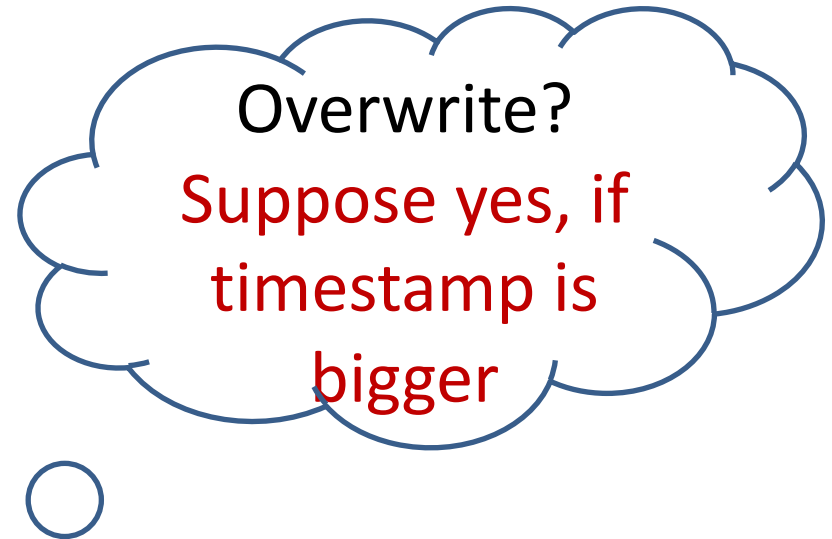 Overwrite?
Suppose yes, if
timestamp is
bigger